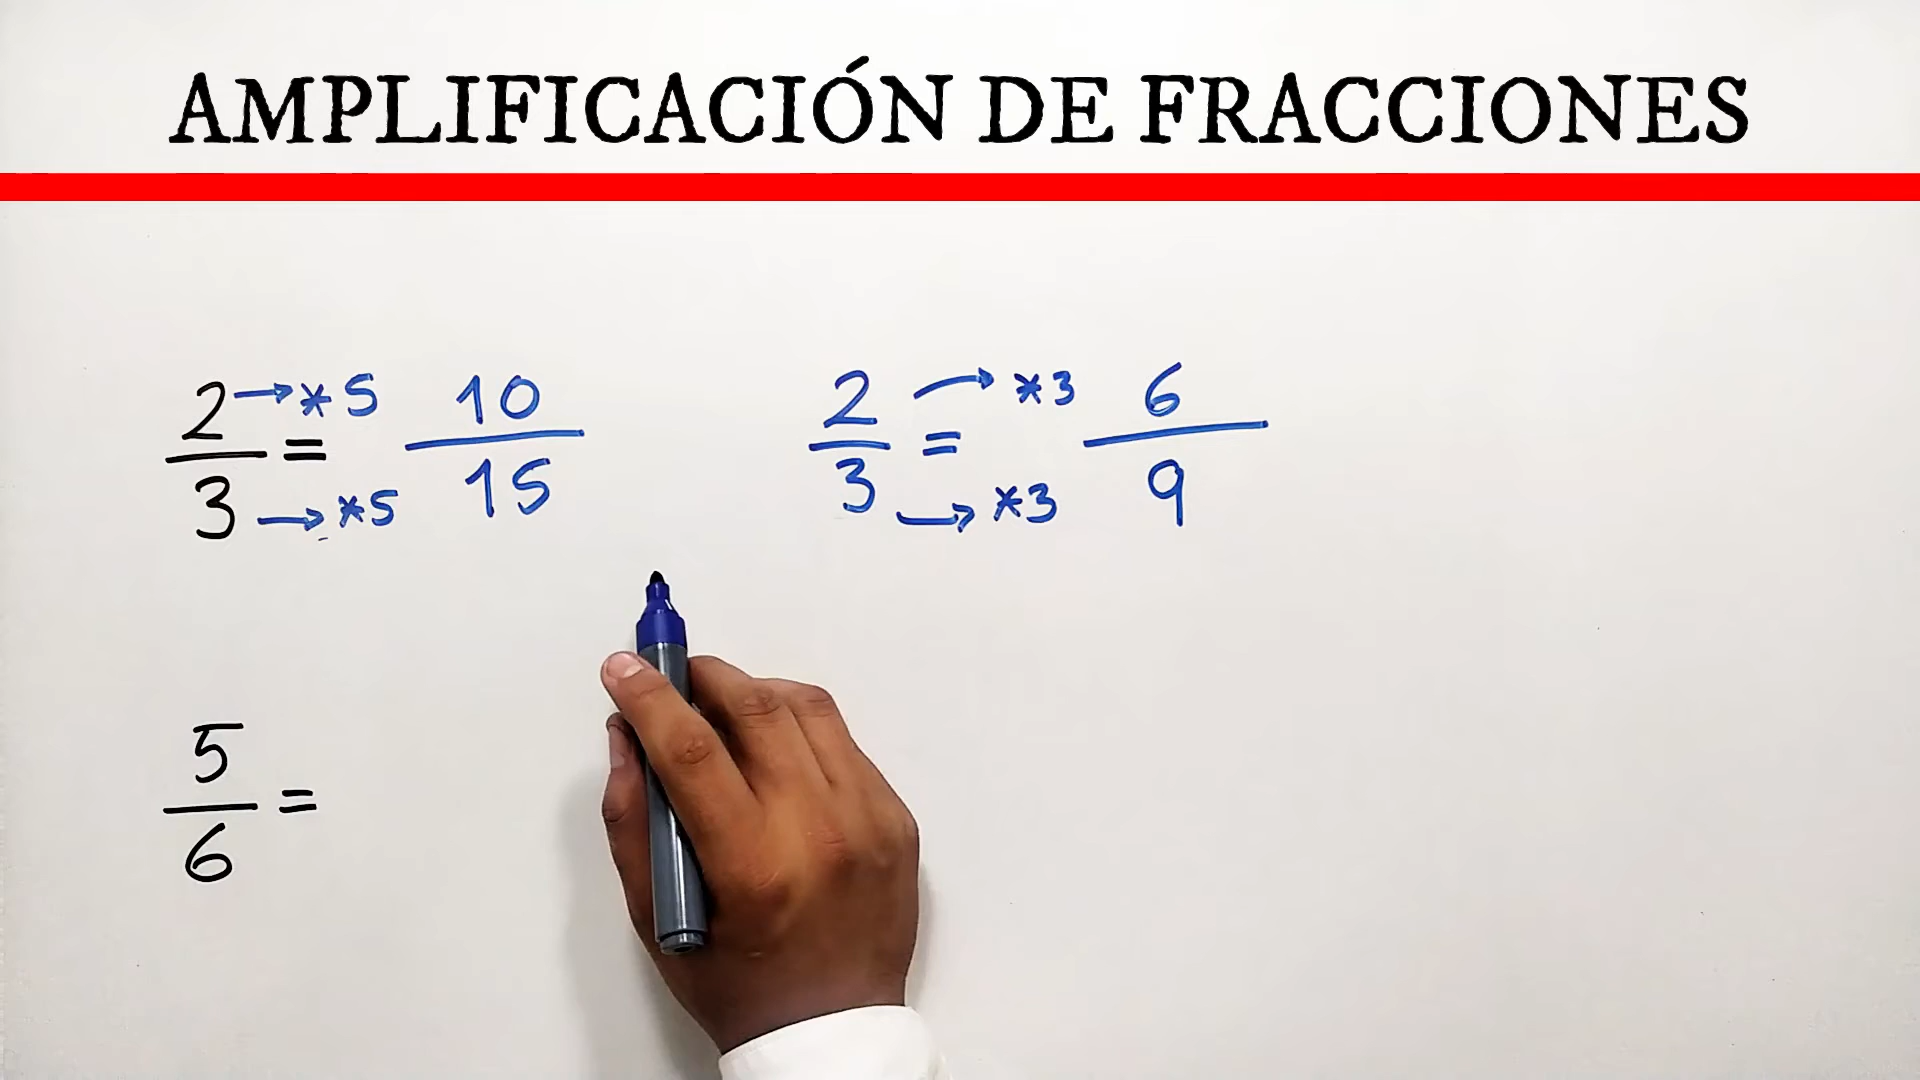 AMPLIFICACIÓN DE FRACCIONES
2/3 = → *5 → *5 10/15
2/3 = → *3 → *3 6/9
5/6 =